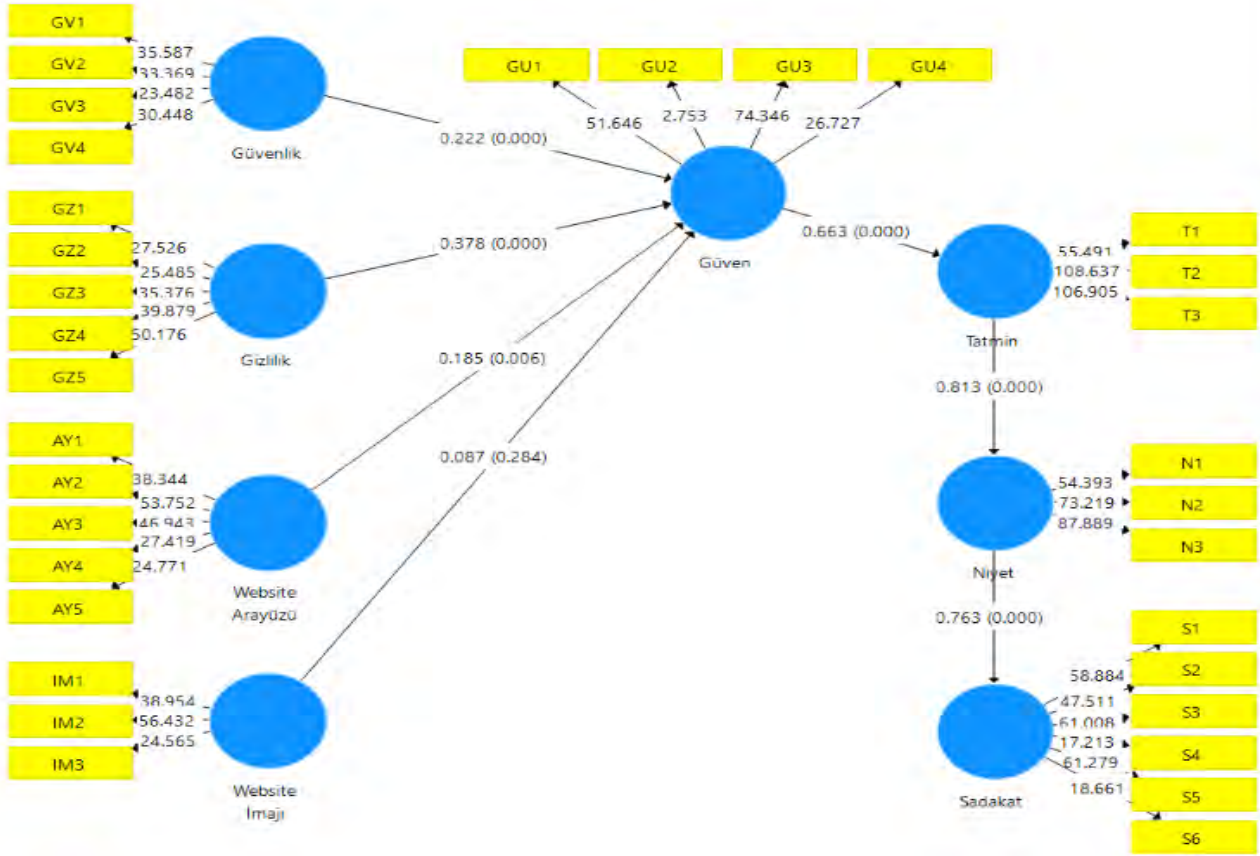 GV1
GV2
GV3
GV4
35.587
33.369
23.482
30.448
Güvenlik
GZ1
GZ2
GZ3
GZ4
GZ5
27.526
25.485
35.376
39.879
50.176
Gizlilik
AY1
AY2
AY3
AY4
AY5
38.344
53.752
46.943
27.419
24.771
Website
Arayüzü
IM1
IM2
IM3
38.954
56.432
24.565
Website
İmajı
0.222 (0.000)
0.378 (0.000)
0.185 (0.006)
0.087 (0.284)
GU1
GU2
GU3
GU4
51.646
2.753
74.346
26.727
Güven
0.663 (0.000)
T1
T2
T3
55.491
108.637
106.905
Tatmin
0.813 (0.000)
N1
N2
N3
54.393
73.219
87.889
Niyet
0.763 (0.000)
S1
S2
S3
S4
S5
S6
58.884
47.511
61.008
17.213
61.279
18.661
Sadakat